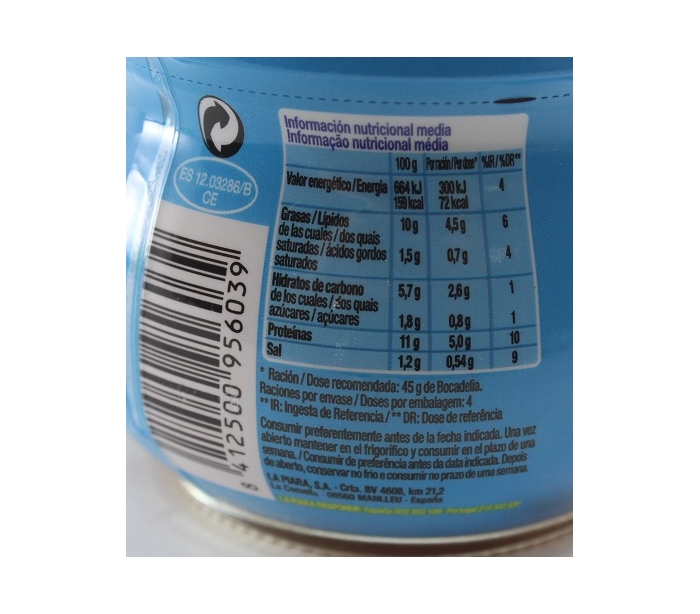 ES 12.03286/B
CE
Información nutricional media
Informação nutricional média
100 g Por ración/Por dose* %IR/%DR**
Valor energético/Energia 664 kJ 300 kJ 4
159 kcal 72 kcal
Grasas/Lípidos 10 g 4,5 g 6
de las cuales/dos quais
saturadas/ácidos gordos 1,5 g 0,7 g 4
saturados
Hidratos de carbono 5,7 g 2,6 g 1
de los cuales/dos quais
azúcares/açúcares 1,8 g 0,8 g 1
Proteínas 11 g 5,0 g 10
Sal 1,2 g 0,54 g 9
* Ración/Dose recomendada: 45 g de Bocadelia.
Raciones por envase/Doses por embalagem: 4
** IR: Ingesta de Referencia/** DR: Dose de referência
Consumir preferentemente antes de la fecha indicada. Una vez
abierto mantener en el frigorífico y consumir en el plazo de una
semana./Consumir de preferência antes da data indicada. Depois
de aberto, conservar no frio e consumir no prazo de uma semana.
LA PIARA, S.A. - Crta. BV 4608, km 21,2
08560 MANLLEU - España
LA PIARA RESPONDE: España 902 202 100 - Portugal
8 412500 956039